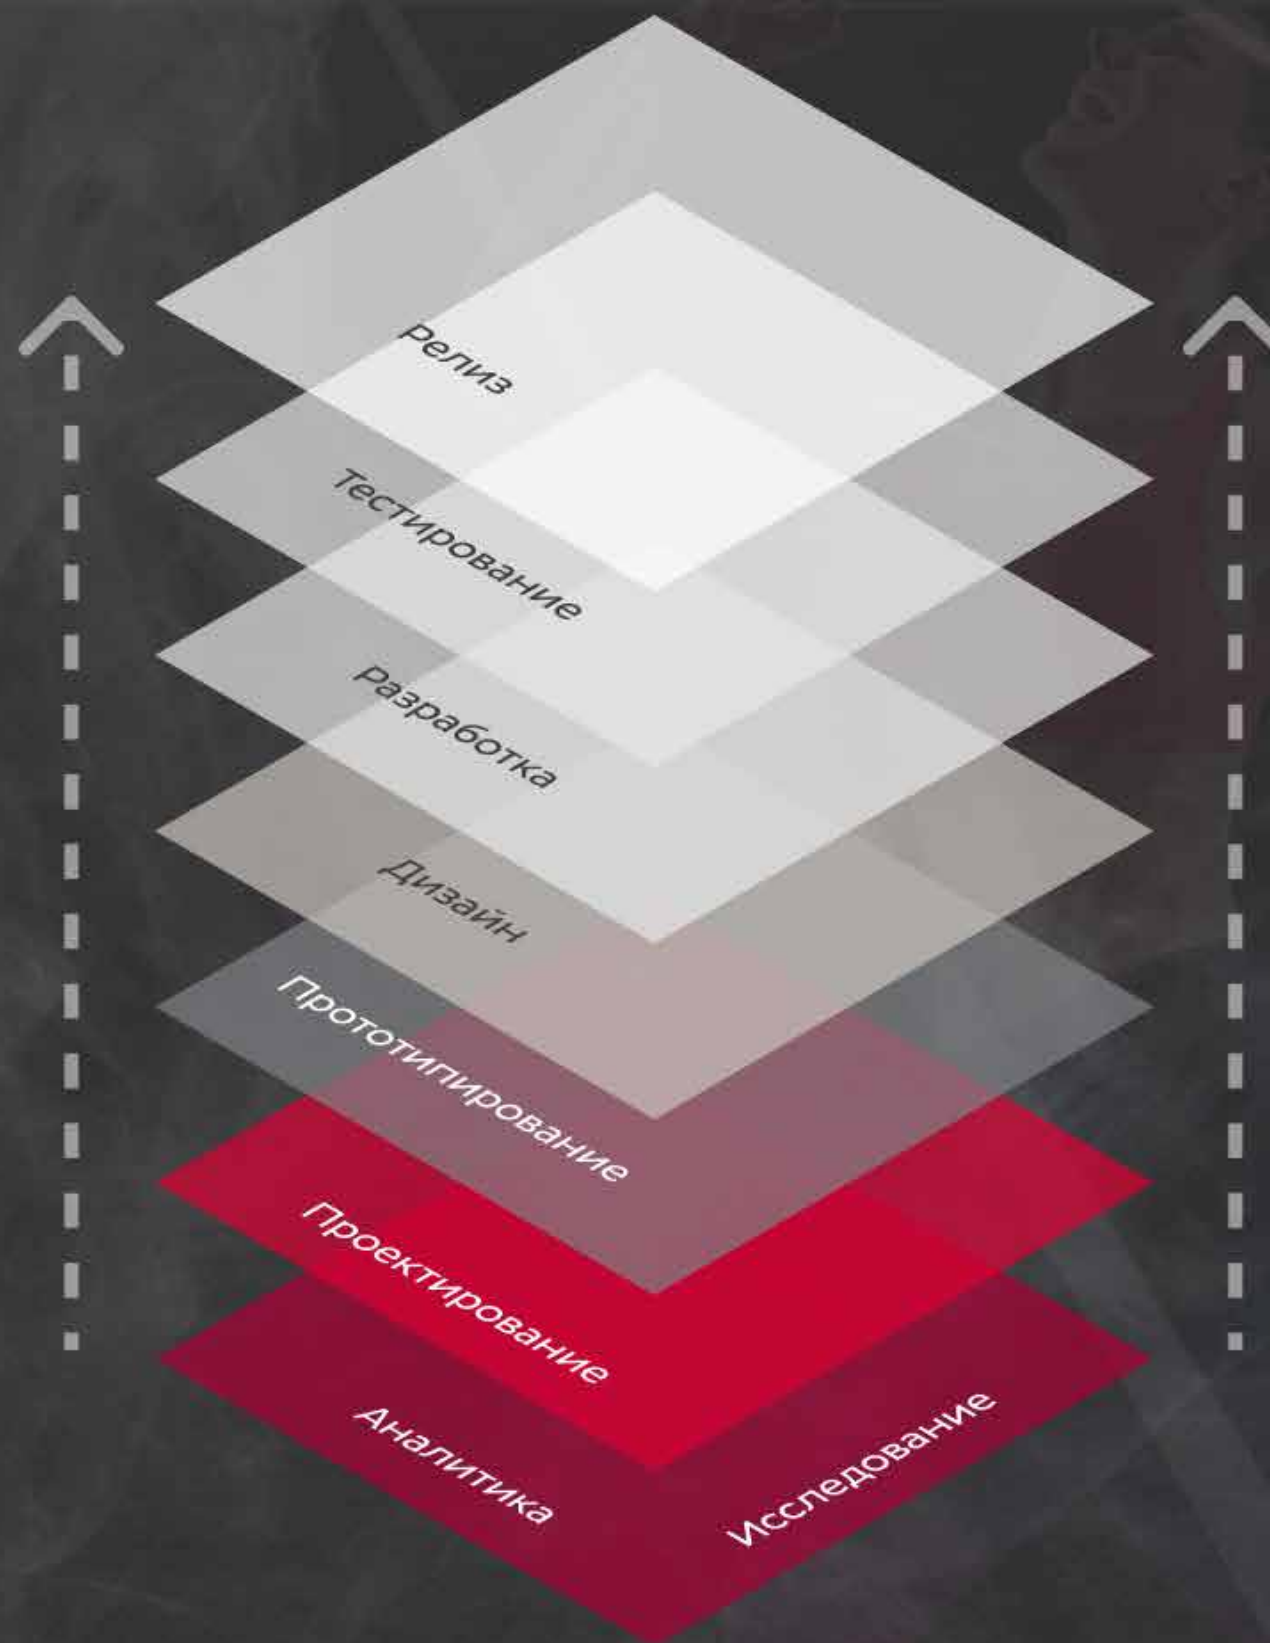 Релиз
Тестирование
Разработка
Дизайн
Прототипирование
Проектирование
Аналитика
Исследование